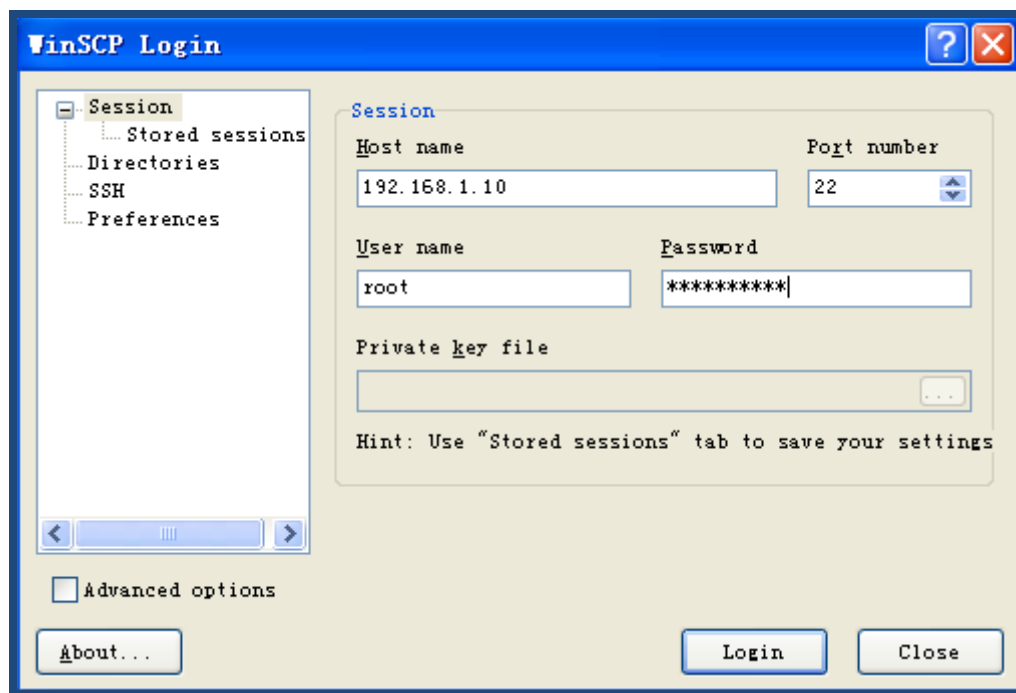 WinSCP Login
Session
Stored sessions
Directories
SSH
Preferences
Session
Host name
Port number
192.168.1.10
22
User name
Password
root
**********
Private key file
...
Hint: Use "Stored sessions" tab to save your settings
Advanced options
About...
Login
Close